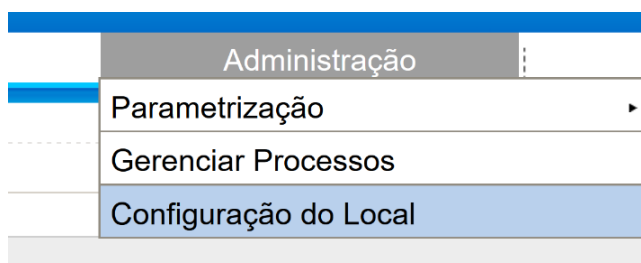 Administração
Parametrização
Gerenciar Processos
Configuração do Local